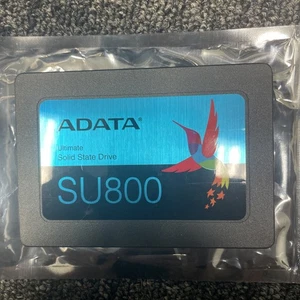 ADATA
Ultimate
Solid State Drive
SU800